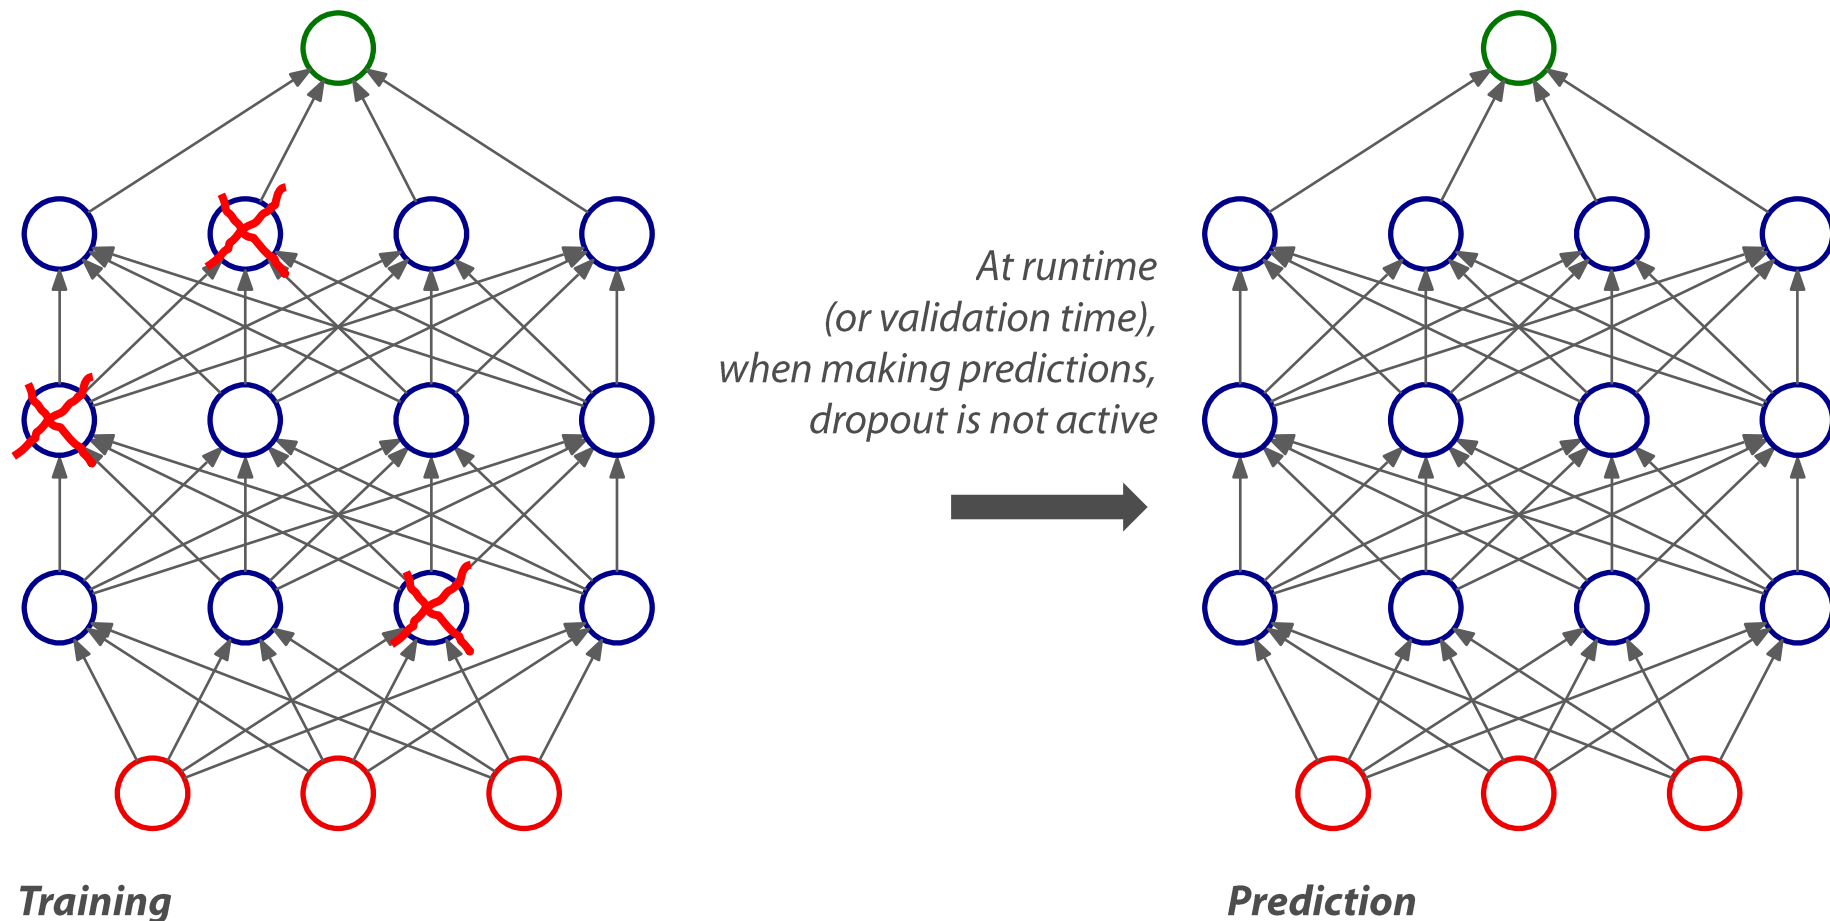 At runtime
(or validation time),
when making predictions,
dropout is not active
Training
Prediction